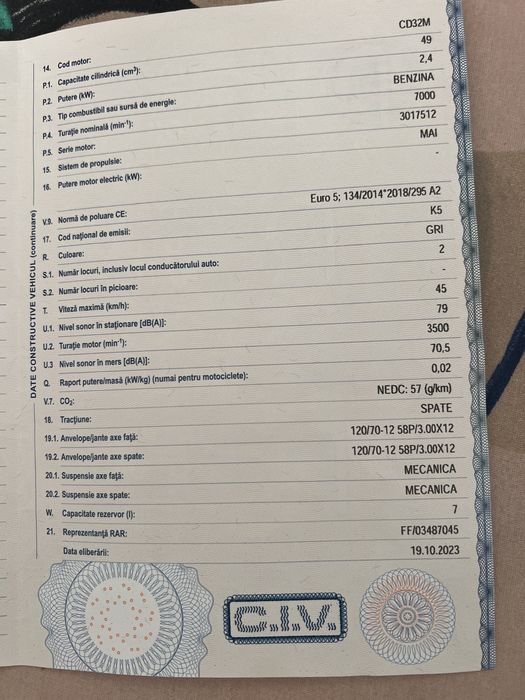 DATE CONSTRUCTIVE VEHICUL (continuare)
14. Cod motor: CD32M
P.1. Capacitate cilindrică (cm³): 49
P.2. Putere (kW): 2,4
P.3. Tip combustibil sau sursă de energie: BENZINA
P.4. Turaţie nominală (min⁻¹): 7000
P.5. Serie motor: 3017512
15. Sistem de propulsie: MAI
16. Putere motor electric (kW): -
V.9. Normă de poluare CE: Euro 5; 134/2014*2018/295 A2
17. Cod naţional de emisii: K5
R. Culoare: GRI
S.1. Număr locuri, inclusiv locul conducătorului auto: 2
S.2. Număr locuri în picioare: -
T. Viteză maximă (km/h): 45
U.1. Nivel sonor în staţionare [dB(A)]: 79
U.2. Turaţie motor (min⁻¹): 3500
U.3 Nivel sonor în mers [dB(A)]: 70,5
Q. Raport putere/masă (kW/kg) (numai pentru motociclete): 0,02
V.7. CO₂: NEDC: 57 (g/km)
18. Tracţiune: SPATE
19.1. Anvelope/jante axe faţă: 120/70-12 58P/3.00X12
19.2. Anvelope/jante axe spate: 120/70-12 58P/3.00X12
20.1. Suspensie axe faţă: MECANICA
20.2. Suspensie axe spate: MECANICA
W. Capacitate rezervor (l): 7
21. Reprezentanţă RAR: FF/03487045
Data eliberării: 19.10.2023
C.I.V.